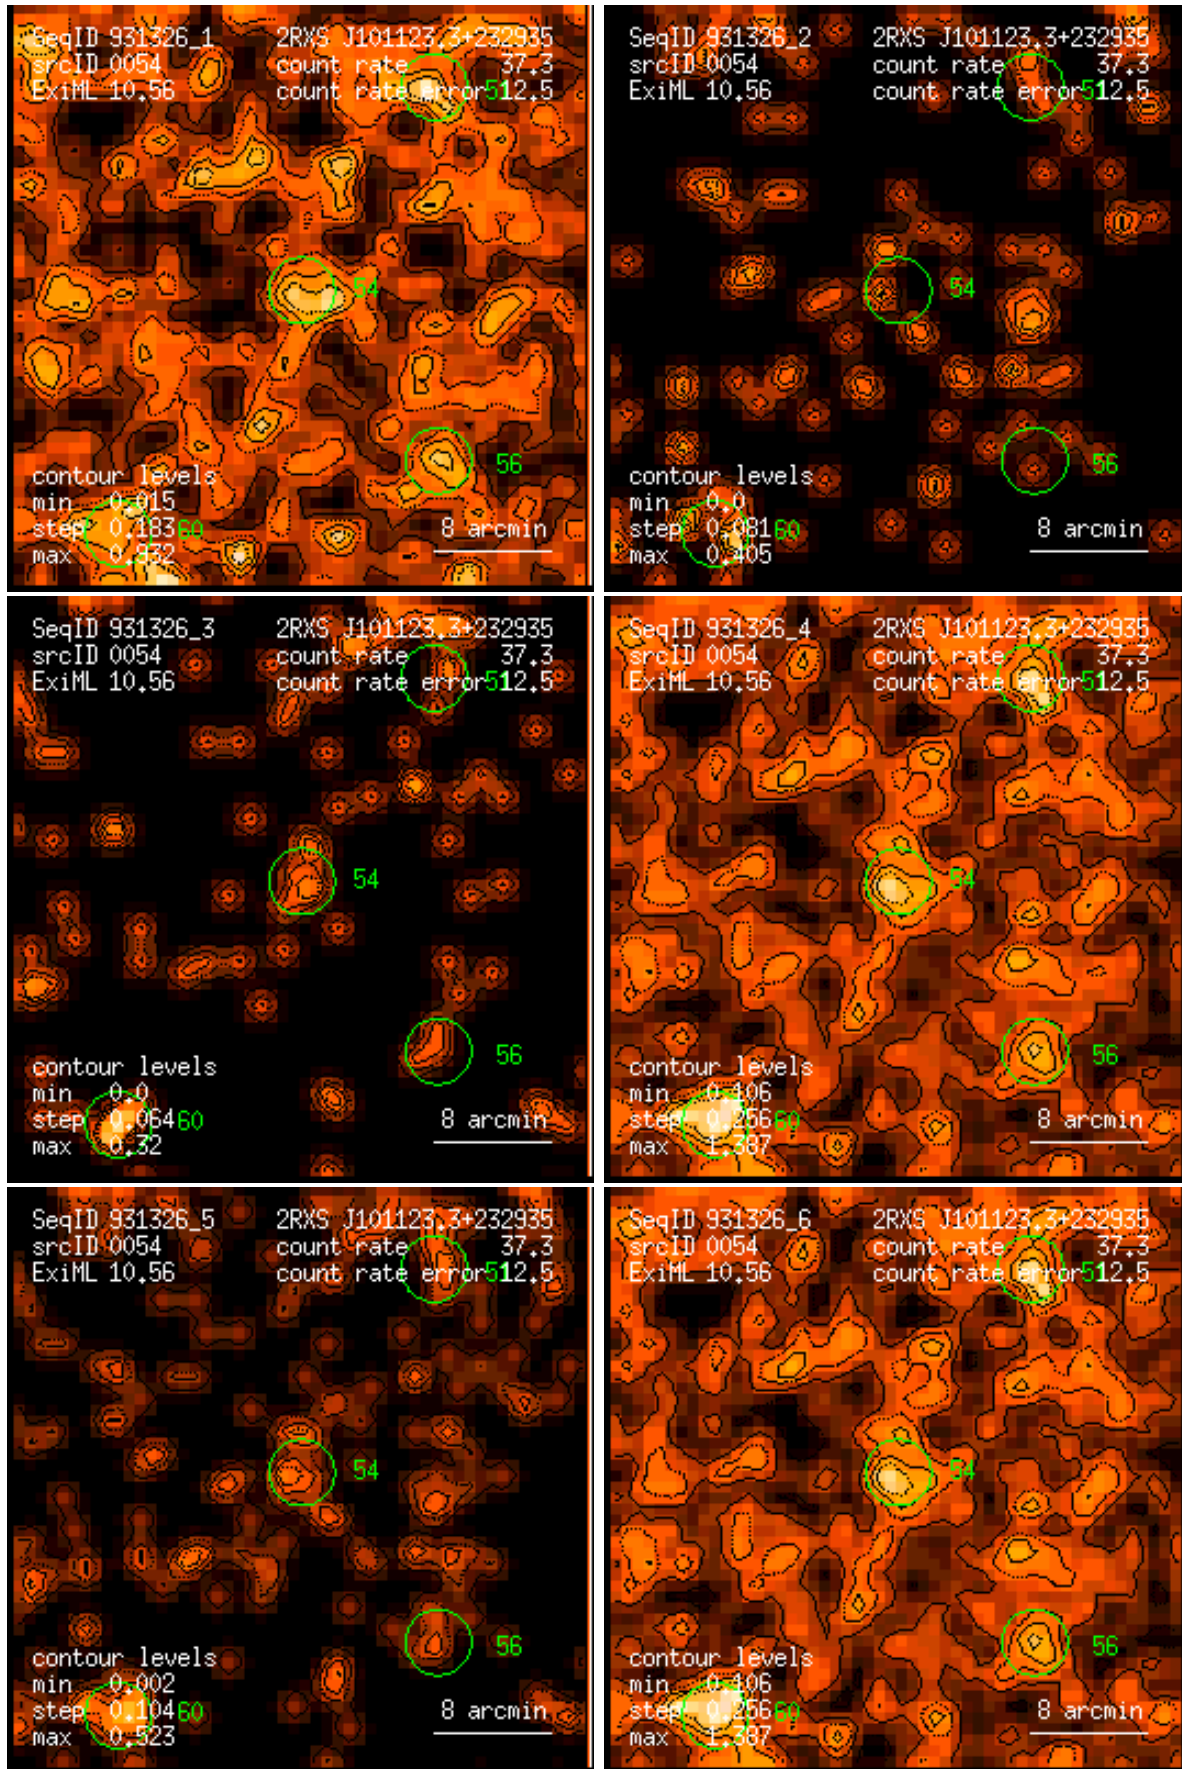 SeqID 931326_1 2RXS J101123.3+232935
srcID 0054 count rate 37.3
ExiML 10.56 count rate error 12.5
51
54
56
contour levels
min 0.015
step 0.183 60 8 arcmin
max 0.932
SeqID 931326_2 2RXS J101123.3+232935
srcID 0054 count rate 37.3
ExiML 10.56 count rate error 12.5
51
54
56
contour levels
min 0.0
step 0.081 60 8 arcmin
max 0.405
SeqID 931326_3 2RXS J101123.3+232935
srcID 0054 count rate 37.3
ExiML 10.56 count rate error 12.5
51
54
56
contour levels
min 0.0
step 0.064 60 8 arcmin
max 0.32
SeqID 931326_4 2RXS J101123.3+232935
srcID 0054 count rate 37.3
ExiML 10.56 count rate error 12.5
51
54
56
contour levels
min 0.106
step 0.256 60 8 arcmin
max 1.387
SeqID 931326_5 2RXS J101123.3+232935
srcID 0054 count rate 37.3
ExiML 10.56 count rate error 12.5
51
54
56
contour levels
min 0.002
step 0.104 60 8 arcmin
max 0.523
SeqID 931326_6 2RXS J101123.3+232935
srcID 0054 count rate 37.3
ExiML 10.56 count rate error 12.5
51
54
56
contour levels
min 0.106
step 0.256 60 8 arcmin
max 1.387